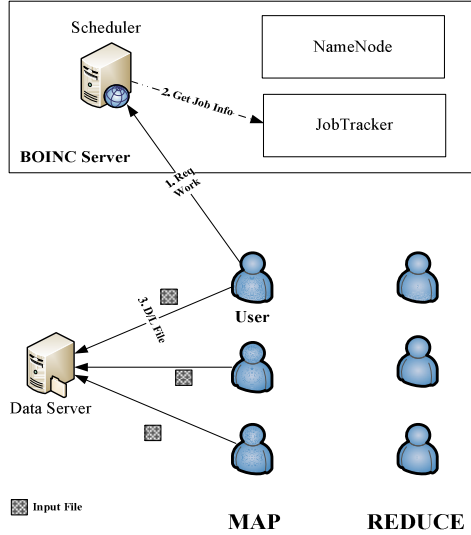 Scheduler
NameNode
2. Get Job Info
JobTracker
BOINC Server
1. Req
Work
3. D/L File
User
Data Server
Input File
MAP
REDUCE